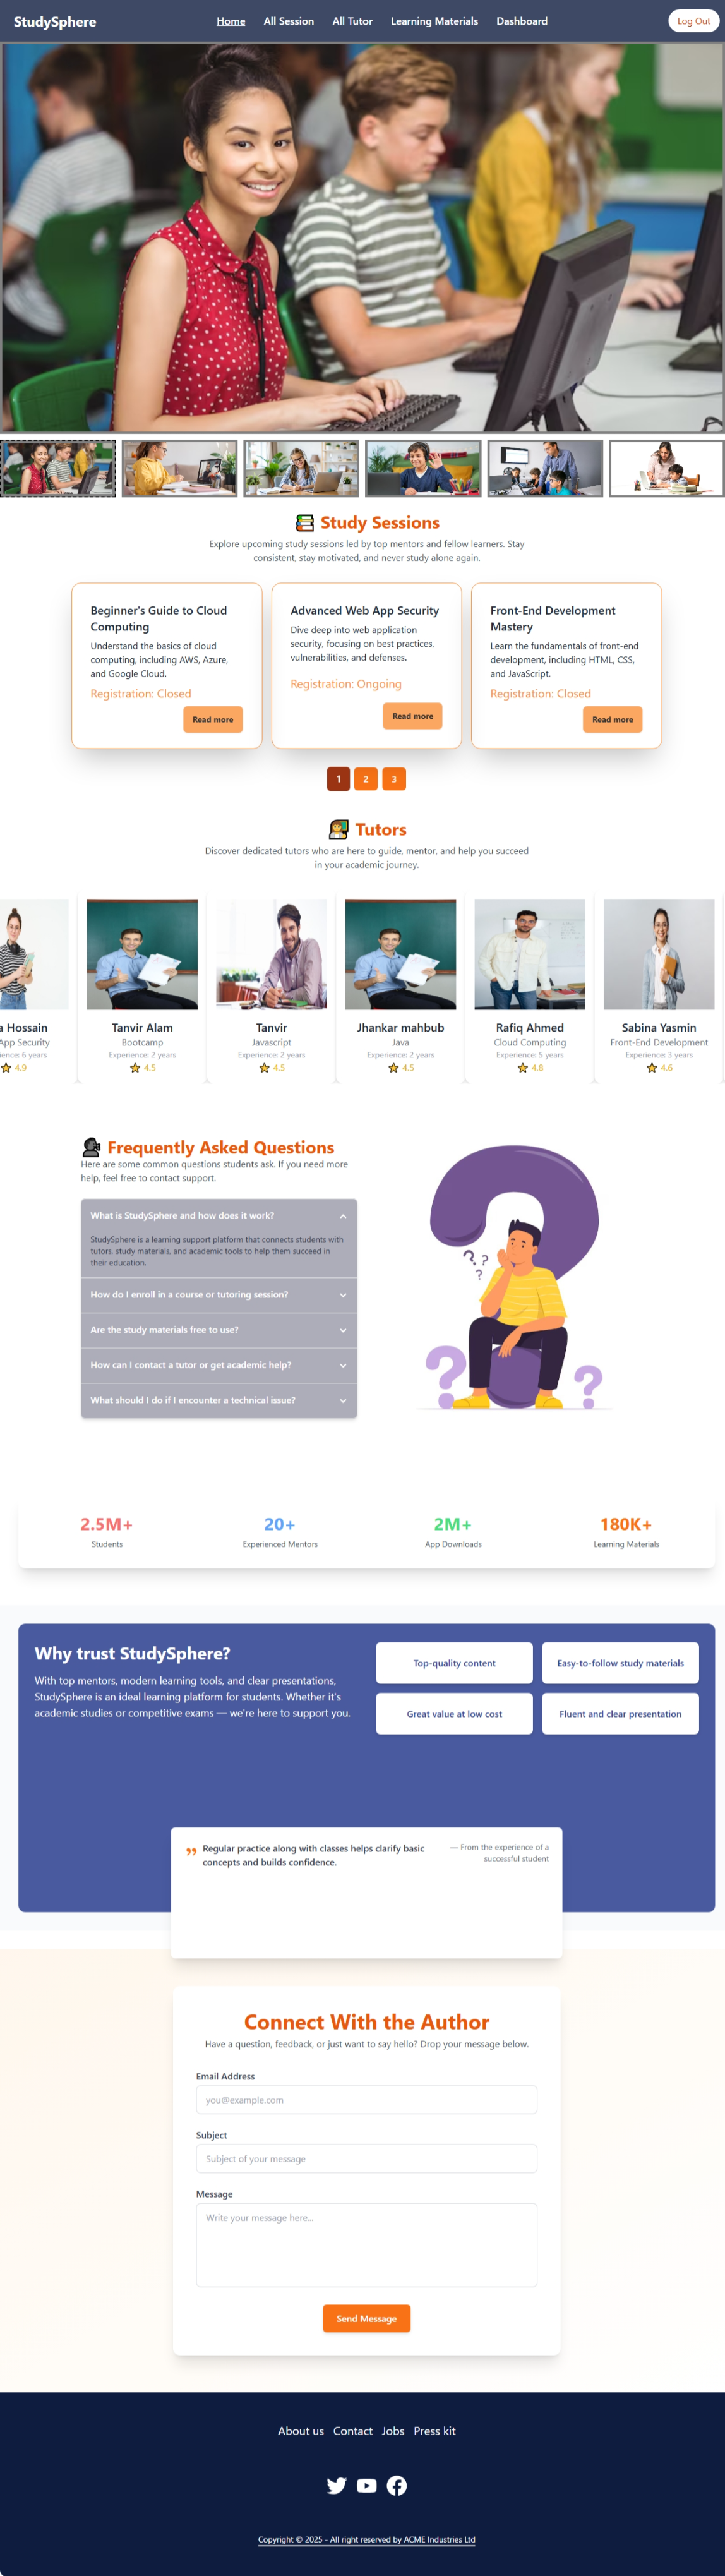 StudySphere
Home All Session All Tutor Learning Materials Dashboard
Log Out
Study Sessions
Explore upcoming study sessions led by top mentors and fellow learners. Stay
consistent, stay motivated, and never study alone again.
Beginner's Guide to Cloud
Computing
Understand the basics of cloud
computing, including AWS, Azure,
and Google Cloud.
Registration: Closed
Read more
Advanced Web App Security
Dive deep into web application
security, focusing on best practices,
vulnerabilities, and defenses.
Registration: Ongoing
Read more
Front-End Development
Mastery
Learn the fundamentals of front-end
development, including HTML, CSS,
and JavaScript.
Registration: Closed
Read more
1 2 3
Tutors
Discover dedicated tutors who are here to guide, mentor, and help you succeed
in your academic journey.
a Hossain
App Security
ience: 6 years
4.9
Tanvir Alam
Bootcamp
Experience: 2 years
4.5
Tanvir
Javascript
Experience: 2 years
4.5
Jhankar mahbub
Java
Experience: 2 years
4.5
Rafiq Ahmed
Cloud Computing
Experience: 5 years
4.8
Sabina Yasmin
Front-End Development
Experience: 3 years
4.6
Frequently Asked Questions
Here are some common questions students ask. If you need more
help, feel free to contact support.
What is StudySphere and how does it work?
StudySphere is a learning support platform that connects students with
tutors, study materials, and academic tools to help them succeed in
their education.
How do I enroll in a course or tutoring session?
Are the study materials free to use?
How can I contact a tutor or get academic help?
What should I do if I encounter a technical issue?
2.5M+
Students
20+
Experienced Mentors
2M+
App Downloads
180K+
Learning Materials
Why trust StudySphere?
With top mentors, modern learning tools, and clear presentations,
StudySphere is an ideal learning platform for students. Whether it's
academic studies or competitive exams — we're here to support you.
Top-quality content
Easy-to-follow study materials
Great value at low cost
Fluent and clear presentation
Regular practice along with classes helps clarify basic
concepts and builds confidence.
— From the experience of a
successful student
Connect With the Author
Have a question, feedback, or just want to say hello? Drop your message below.
Email Address
you@example.com
Subject
Subject of your message
Message
Write your message here...
Send Message
About us Contact Jobs Press kit
Copyright © 2025 - All right reserved by ACME Industries Ltd